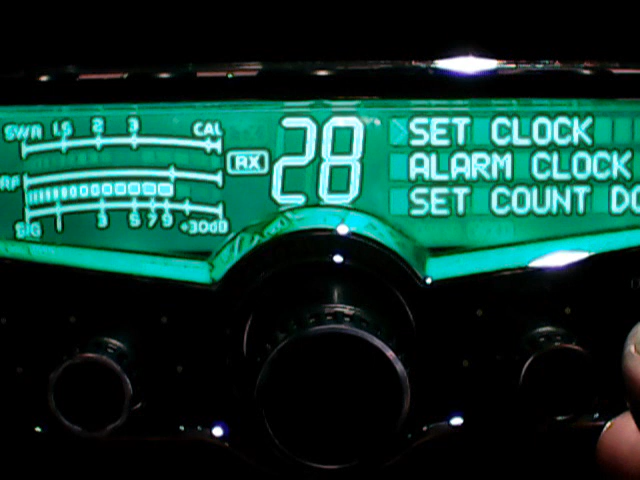 SWR 1.5 2 3 CAL
RF
1 3 5 7 9 +30dB
SIG
RX
28
SET CLOCK
ALARM CLOCK
SET COUNT DO